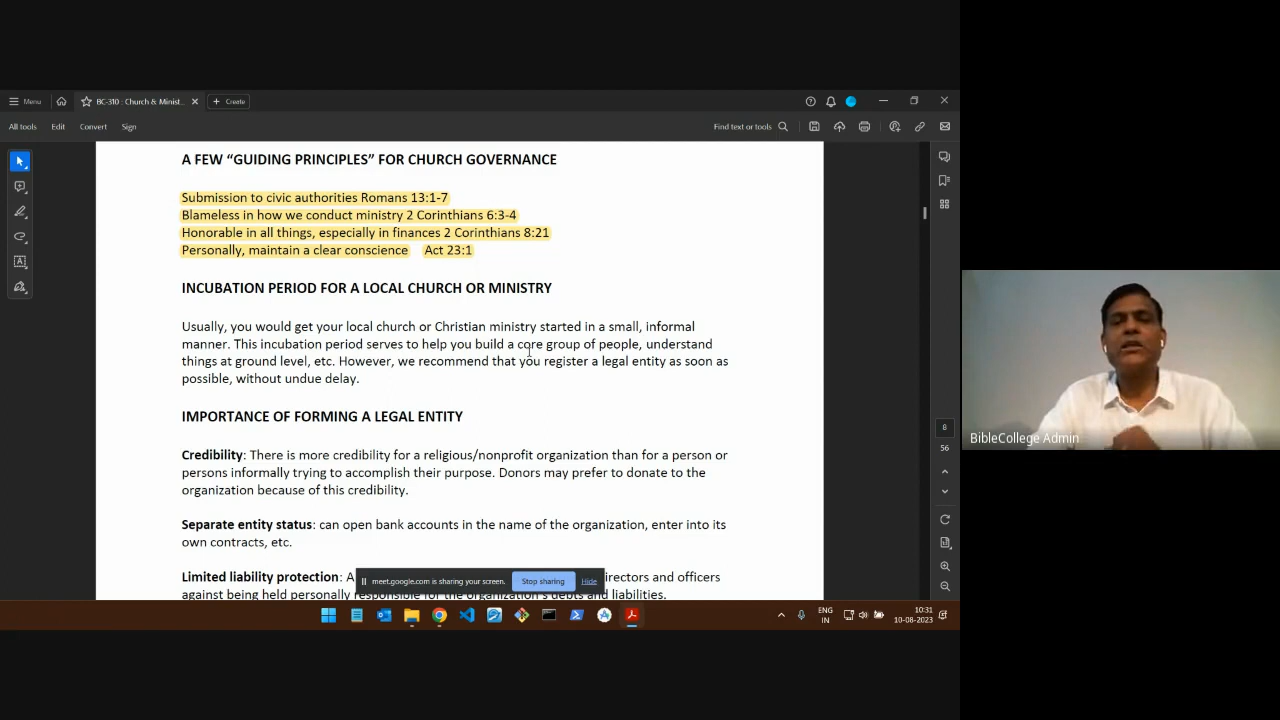 Menu
BC-310 : Church & Minist...
Create
All tools
Edit
Convert
Sign
Find text or tools
A FEW “GUIDING PRINCIPLES” FOR CHURCH GOVERNANCE
Submission to civic authorities Romans 13:1-7
Blameless in how we conduct ministry 2 Corinthians 6:3-4
Honorable in all things, especially in finances 2 Corinthians 8:21
Personally, maintain a clear conscience Act 23:1
INCUBATION PERIOD FOR A LOCAL CHURCH OR MINISTRY
Usually, you would get your local church or Christian ministry started in a small, informal
manner. This incubation period serves to help you build a core group of people, understand
things at ground level, etc. However, we recommend that you register a legal entity as soon as
possible, without undue delay.
IMPORTANCE OF FORMING A LEGAL ENTITY
Credibility: There is more credibility for a religious/nonprofit organization than for a person or
persons informally trying to accomplish their purpose. Donors may prefer to donate to the
organization because of this credibility.
Separate entity status: can open bank accounts in the name of the organization, enter into its
own contracts, etc.
Limited liability protection: A irectors and officers
against being held personally responsible for the organization's debts and liabilities.
meet.google.com is sharing your screen.
Stop sharing
Hide
8
56
BibleCollege Admin
ENG
IN
10:31
10-08-2023